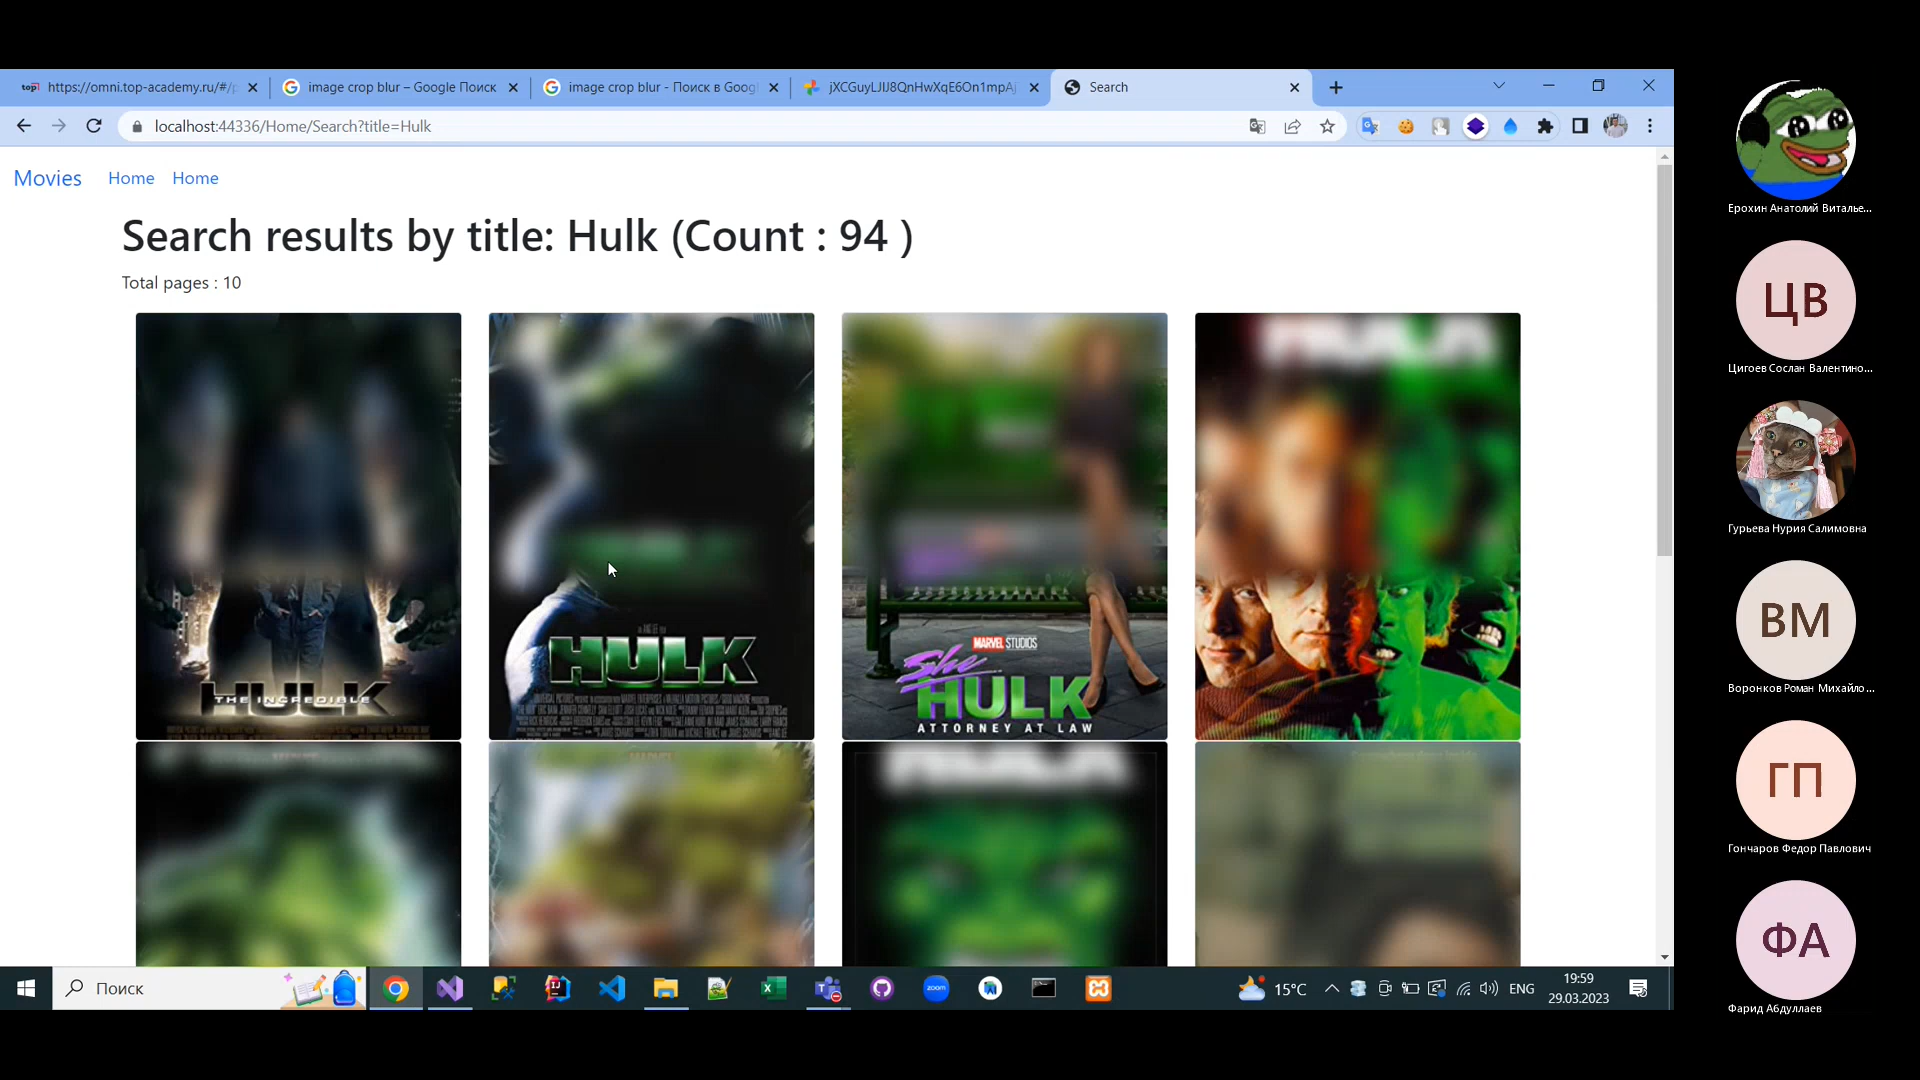 https://omni.top-academy.ru/#/p
image crop blur – Google Поиск
image crop blur - Поиск в Goog
jXCGuyLJIJ8QnHwXqE6On1mpAj
Search
localhost:44336/Home/Search?title=Hulk
Movies
Home
Home
Search results by title: Hulk (Count : 94 )
Total pages : 10
HULK
THE INCREDIBLE
HULK
MARVEL STUDIOS
She
HULK
ATTORNEY AT LAW
Поиск
zoom
15°C
ENG
19:59
29.03.2023
Ерохин Анатолий Виталье...
ЦВ
Цигоев Сослан Валентино...
Гурьева Нурия Салимовна
ВМ
Воронков Роман Михайло...
ГП
Гончаров Федор Павлович
ФА
Фарид Абдуллаев